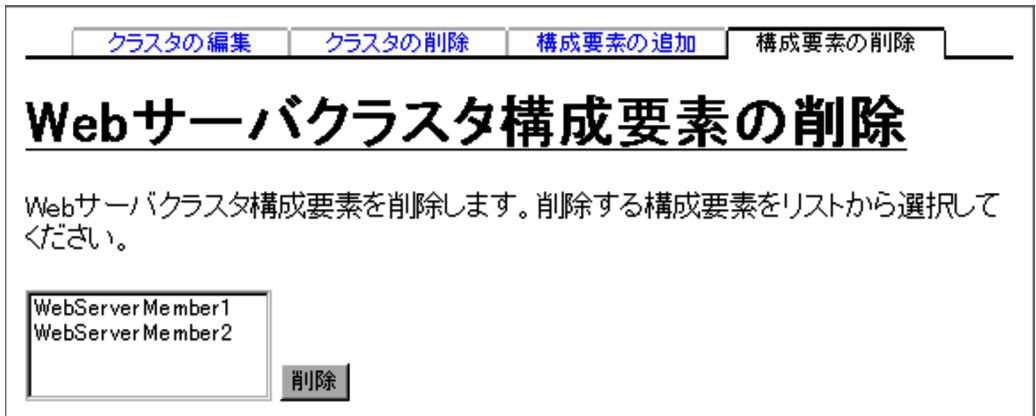 クラスタの編集 クラスタの削除 構成要素の追加 構成要素の削除
Webサーバクラスタ構成要素の削除
Webサーバクラスタ構成要素を削除します。削除する構成要素をリストから選択して
ください。
WebServerMember1
WebServerMember2
削除